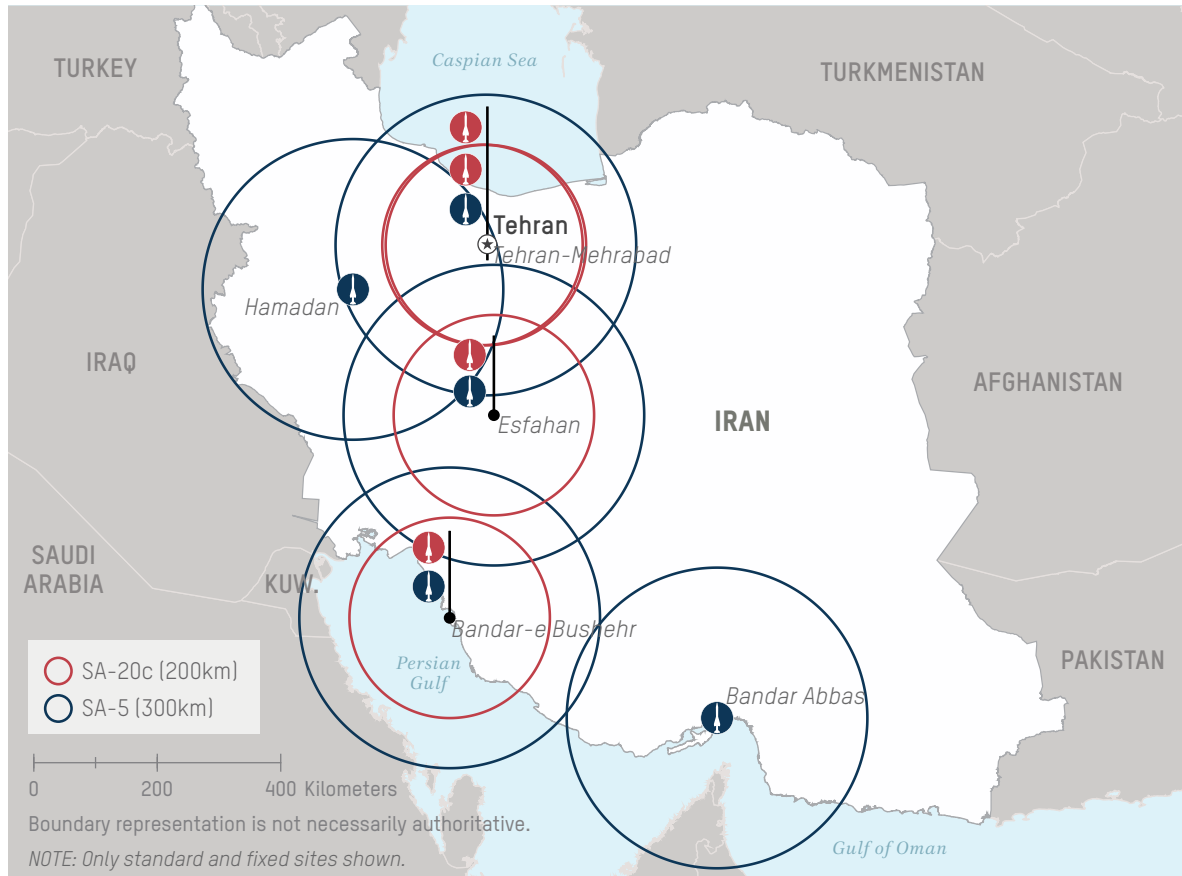 Caspian Sea
TURKEY
TURKMENISTAN
Tehran
Tehran-Mehrabad
Hamadan
IRAQ
AFGHANISTAN
IRAN
Esfahan
SAUDI
ARABIA
KUW.
Bandar-e Bushehr
Persian
Gulf
PAKISTAN
Bandar Abbas
SA-20c (200km)
SA-5 (300km)
0 200 400 Kilometers
Boundary representation is not necessarily authoritative.
Gulf of Oman
NOTE: Only standard and fixed sites shown.